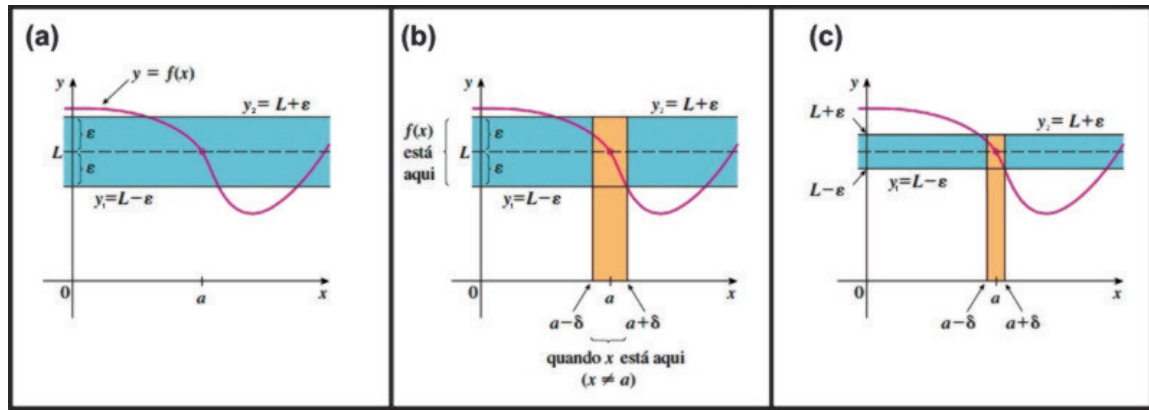 (a)
y
y = f(x)
y₂= L+ε
ε
L
ε
y₁=L−ε
0
a
x
(b)
y
y₂= L+ε
f(x)
está
aqui
ε
L
ε
y₁=L−ε
0
a
x
a−δ
a+δ
quando x está aqui
(x ≠ a)
(c)
y
L+ε
y₂= L+ε
L−ε
y₁=L−ε
0
a
x
a−δ
a+δ